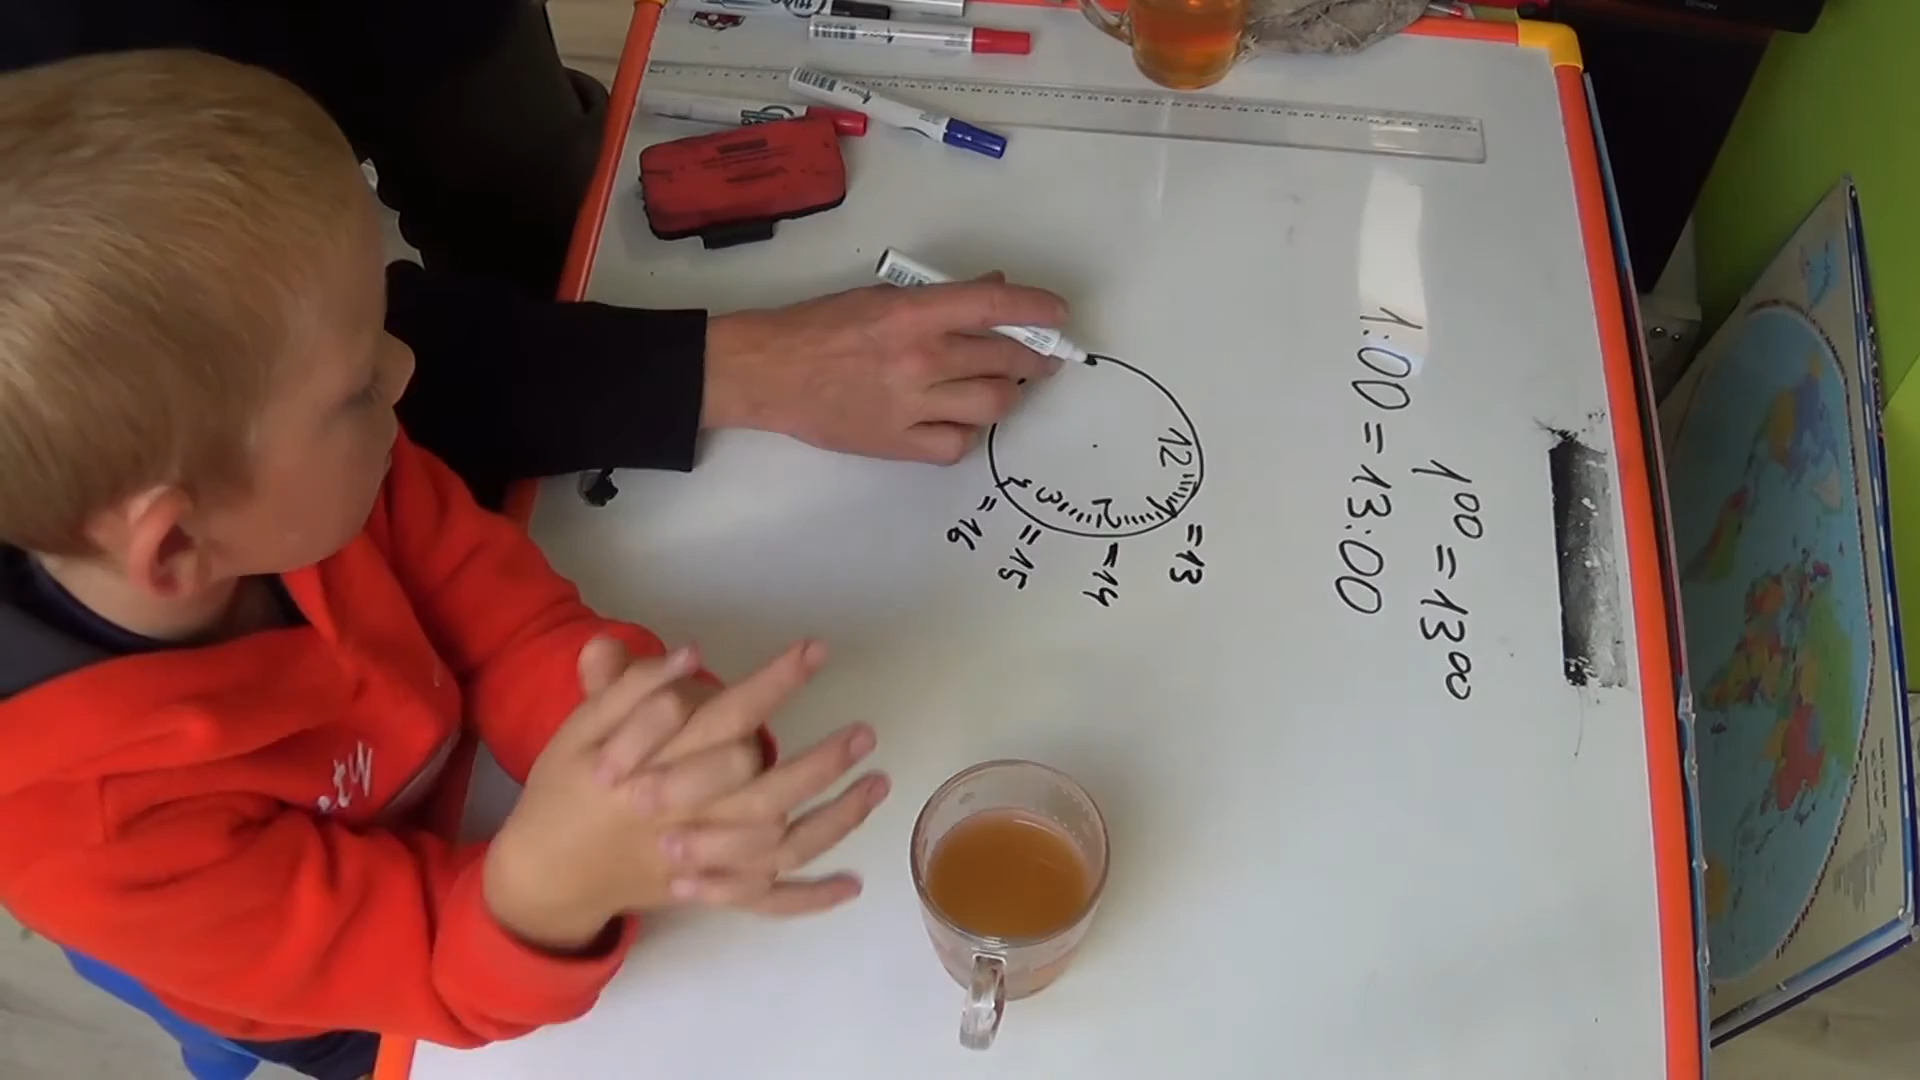 1⁰⁰ = 13⁰⁰
1:00 = 13:00
12
1 = 13
2 = 14
3 = 15
= 16